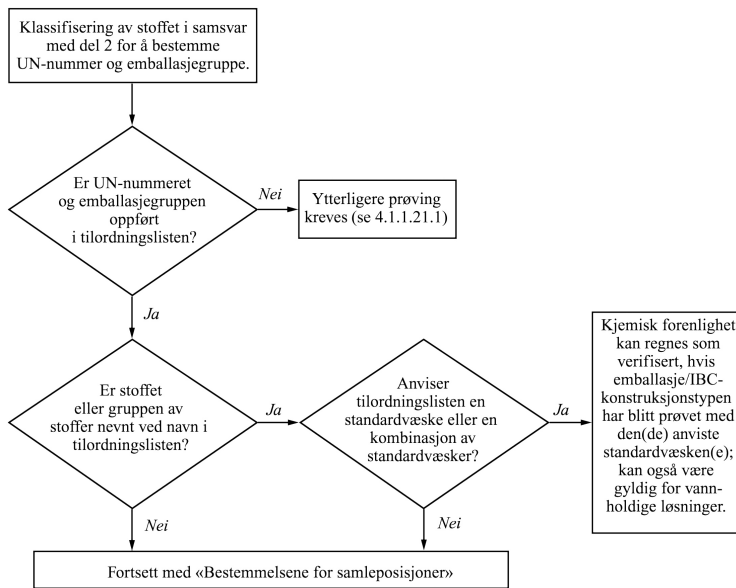 Klassifisering av stoffet i samsvar
med del 2 for å bestemme
UN-nummer og emballasjegruppe.
Er UN-nummeret
og emballasjegruppen
oppført
i tilordningslisten?
Nei
Ytterligere prøving
kreves (se 4.1.1.21.1)
Ja
Er stoffet
eller gruppen av
stoffer nevnt ved navn i
tilordningslisten?
Ja
Anviser
tilordningslisten en
standardvæske eller en
kombinasjon av
standardvæsker?
Ja
Kjemisk forenlighet
kan regnes som
verifisert, hvis
emballasje/IBC-
konstruksjonstypen
har blitt prøvet med
den(de) anviste
standardvæsken(e);
kan også være
gyldig for vann-
holdige løsninger.
Nei
Nei
Fortsett med «Bestemmelsene for samleposisjoner»